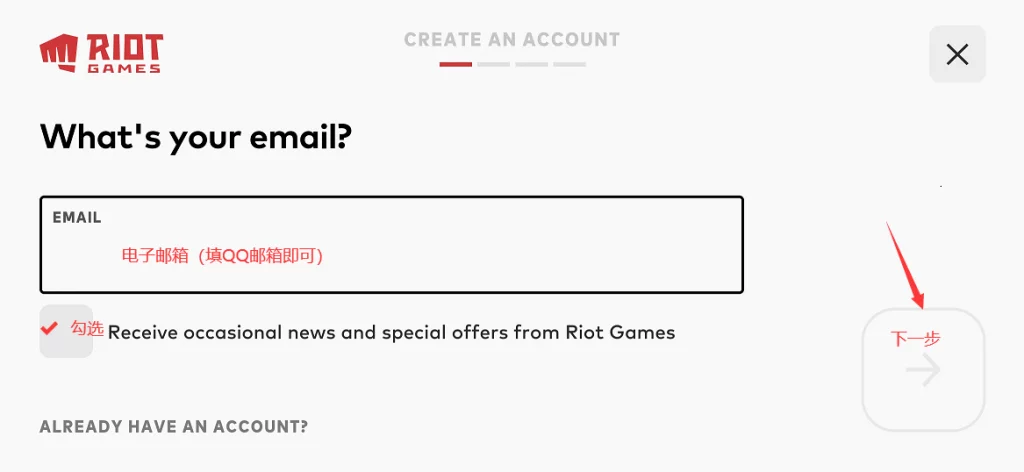 RIOT
GAMES
CREATE AN ACCOUNT
What's your email?
EMAIL
电子邮箱（填QQ邮箱即可）
勾选 Receive occasional news and special offers from Riot Games
下一步
ALREADY HAVE AN ACCOUNT?